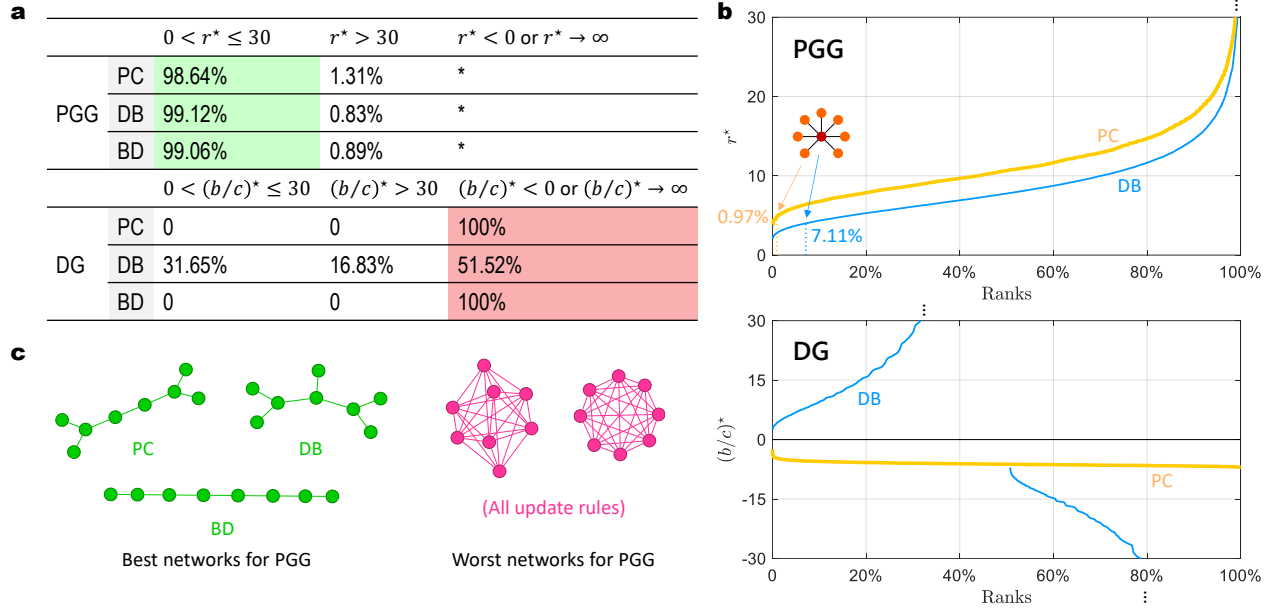 a
0 < r* ≤ 30 r* > 30 r* < 0 or r* → ∞
PGG
PC 98.64% 1.31% *
DB 99.12% 0.83% *
BD 99.06% 0.89% *
0 < (b/c)* ≤ 30 (b/c)* > 30 (b/c)* < 0 or (b/c)* → ∞
DG
PC 0 0 100%
DB 31.65% 16.83% 51.52%
BD 0 0 100%
b
PGG
r*
30
20
10
0
PC
DB
0.97%
7.11%
0 20% 40% 60% 80% 100%
Ranks
DG
(b/c)*
30
15
0
-15
-30
DB
PC
0 20% 40% 60% 80% 100%
Ranks
c
PC
DB
BD
Best networks for PGG
(All update rules)
Worst networks for PGG